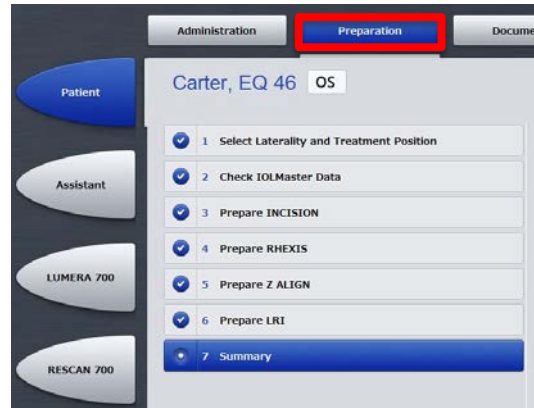 Administration
Preparation
Docume
Patient
Carter, EQ 46 OS
1 Select Laterality and Treatment Position
Assistant
2 Check IOLMaster Data
3 Prepare INCISION
4 Prepare RHEXIS
LUMERA 700
5 Prepare Z ALIGN
6 Prepare LRI
7 Summary
RESCAN 700